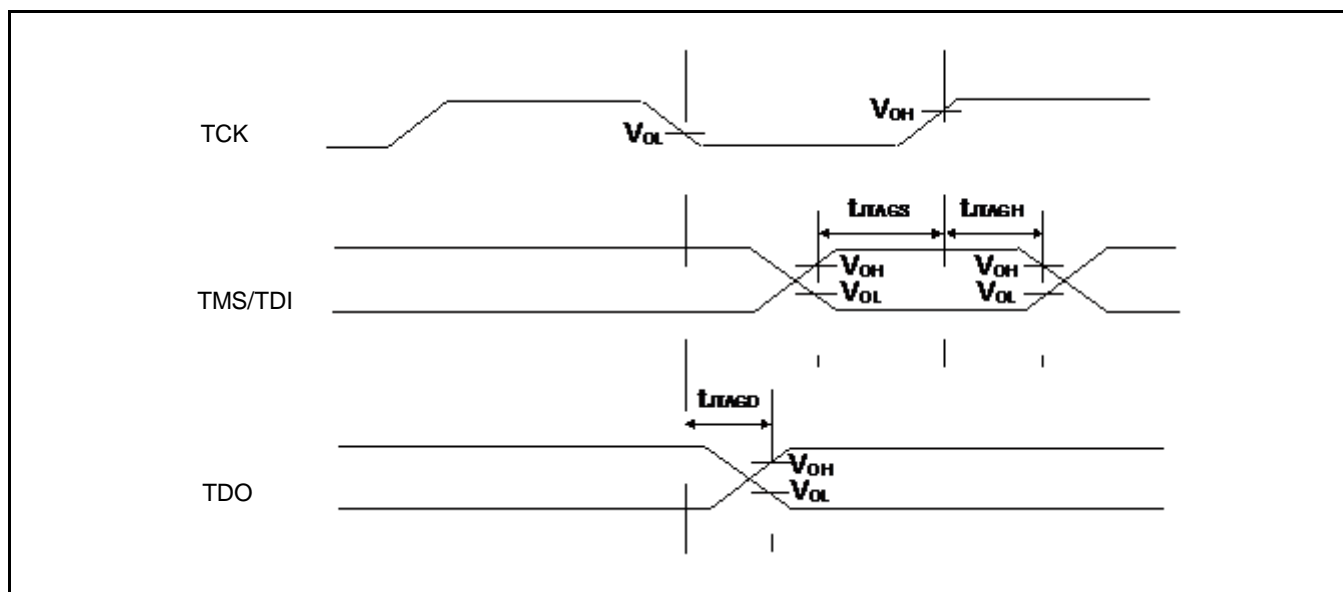 TCK
VOL
VOH
tJTAGS
tJTAGH
VOH
VOL
VOH
VOL
TMS/TDI
tJTAGD
VOH
VOL
TDO